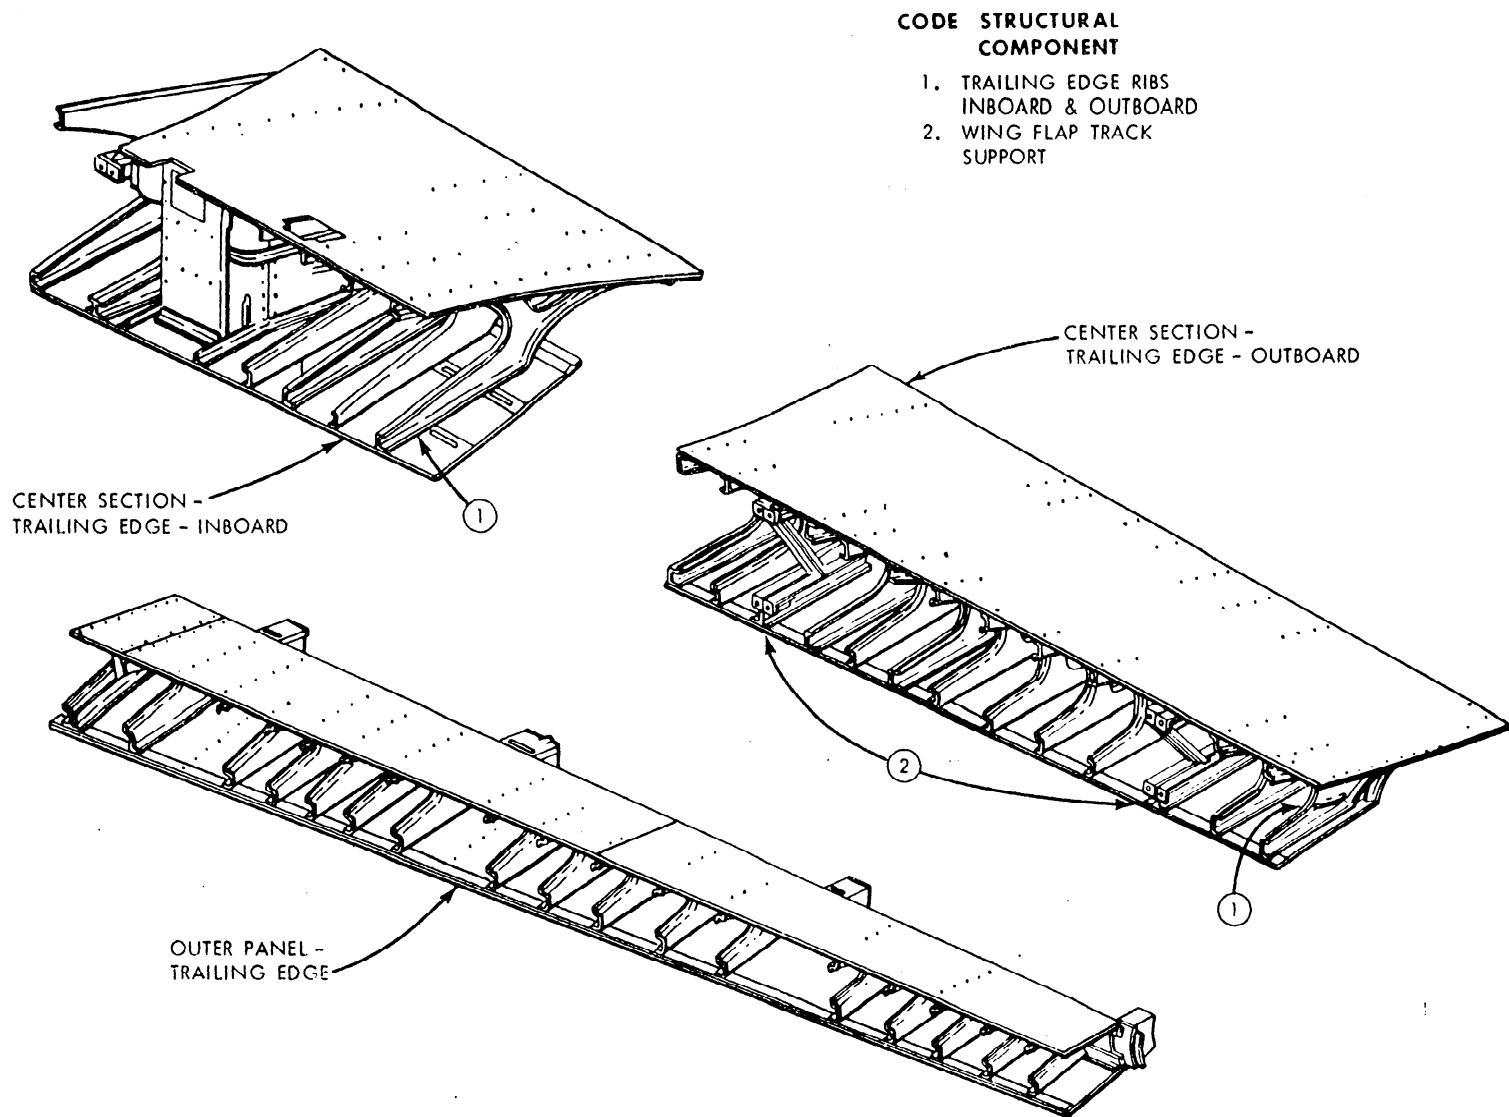 CODE STRUCTURAL
COMPONENT
1. TRAILING EDGE RIBS
INBOARD & OUTBOARD
2. WING FLAP TRACK
SUPPORT
CENTER SECTION -
TRAILING EDGE - OUTBOARD
CENTER SECTION -
TRAILING EDGE - INBOARD
1
2
1
OUTER PANEL -
TRAILING EDGE